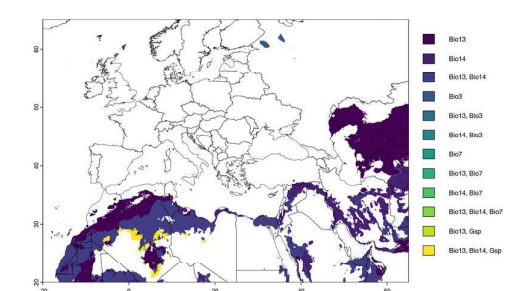 60
50
40
30
20
20
40
60
Bio13
Bio14
Bio13, Bio14
Bio3
Bio13, Bio3
Bio14, Bio3
Bio7
Bio13, Bio7
Bio14, Bio7
Bio13, Bio14, Bio7
Bio13, Gsp
Bio13, Bio14, Gsp